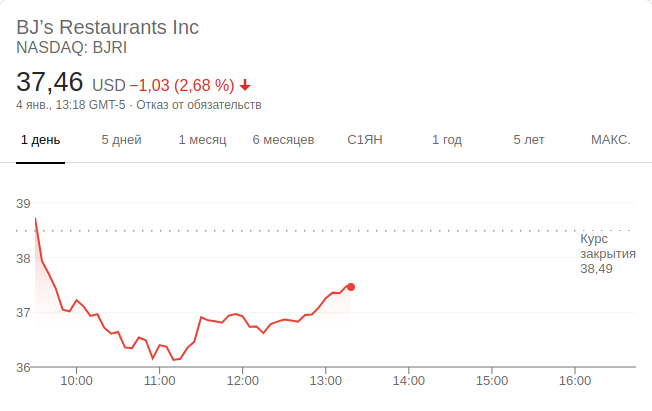 BJ’s Restaurants Inc
NASDAQ: BJRI
37,46 USD −1,03 (2,68 %)
4 янв., 13:18 GMT-5 · Отказ от обязательств
1 день 5 дней 1 месяц 6 месяцев С1ЯН 1 год 5 лет МАКС.
39
Курс
закрытия
38,49
38
37
36
10:00 11:00 12:00 13:00 14:00 15:00 16:00